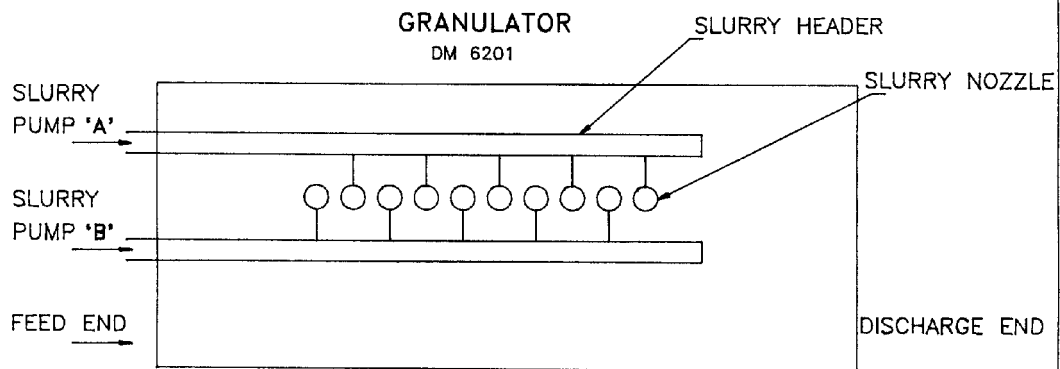 GRANULATOR
DM 6201
SLURRY HEADER
SLURRY NOZZLE
SLURRY
PUMP 'A'
SLURRY
PUMP 'B'
FEED END
DISCHARGE END